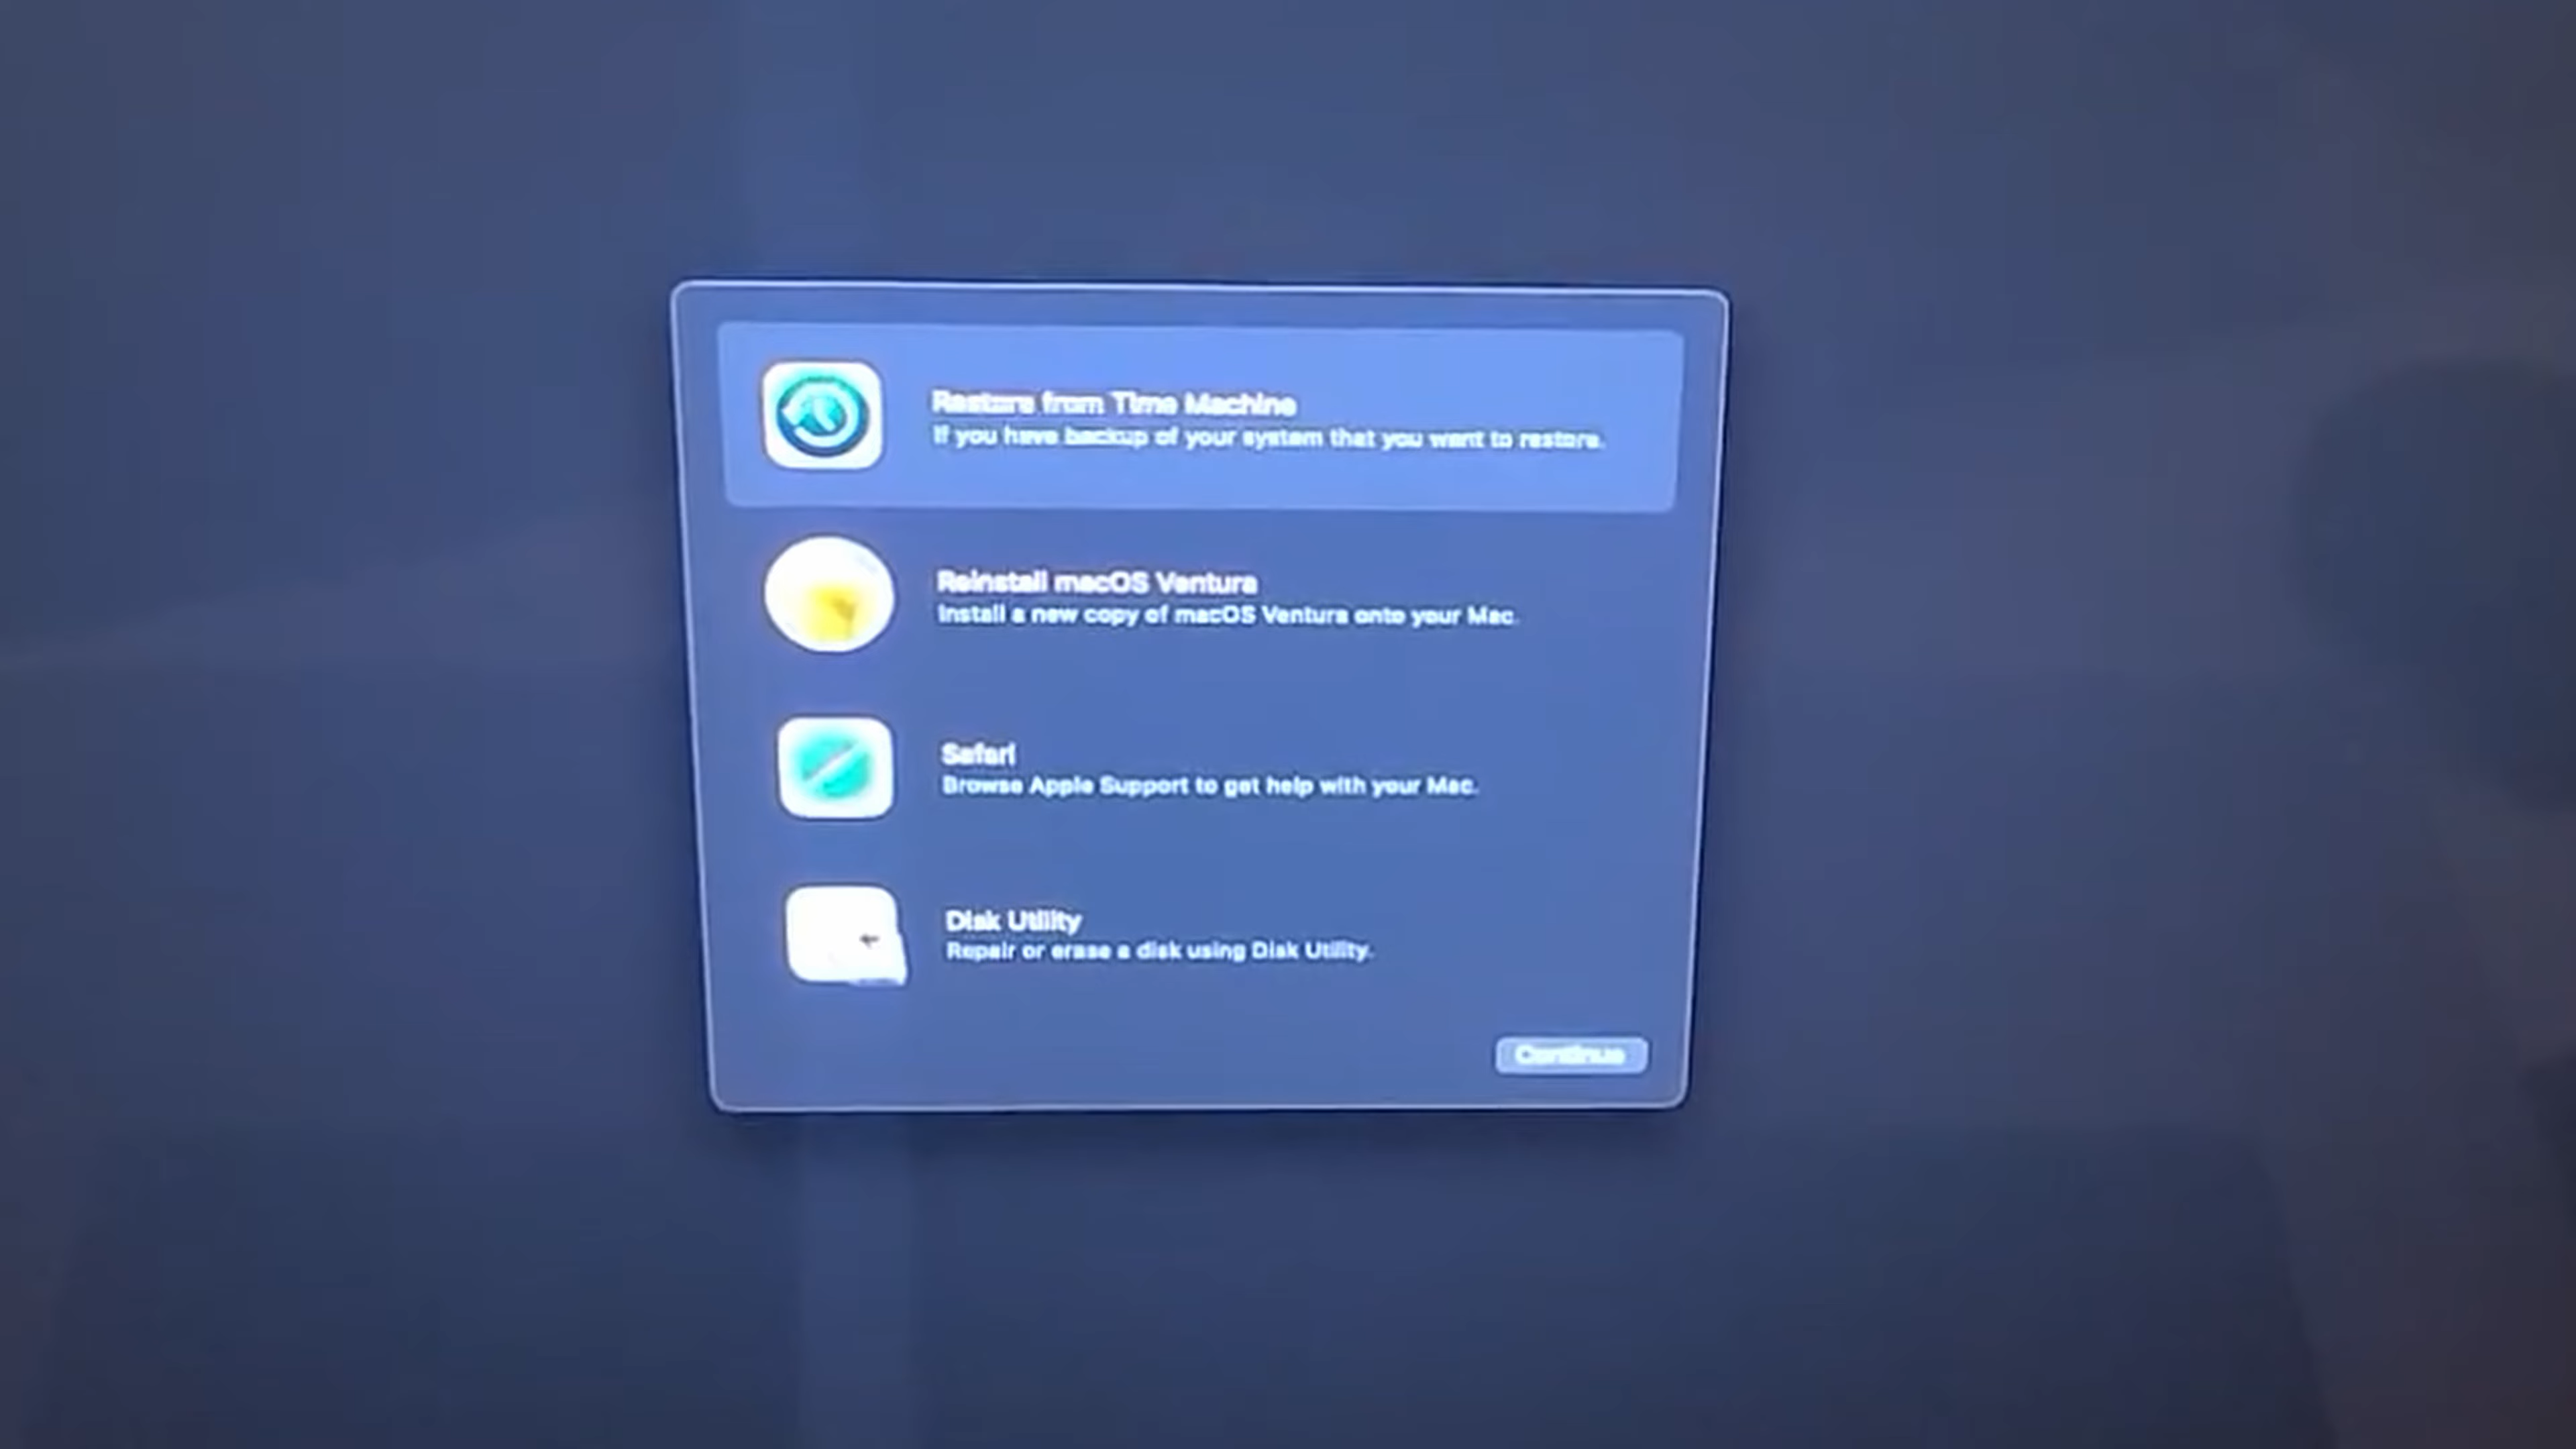 Restore from Time Machine
If you have backup of your system that you want to restore.
Reinstall macOS Ventura
Install a new copy of macOS Ventura onto your Mac.
Safari
Browse Apple Support to get help with your Mac.
Disk Utility
Repair or erase a disk using Disk Utility.
Continue